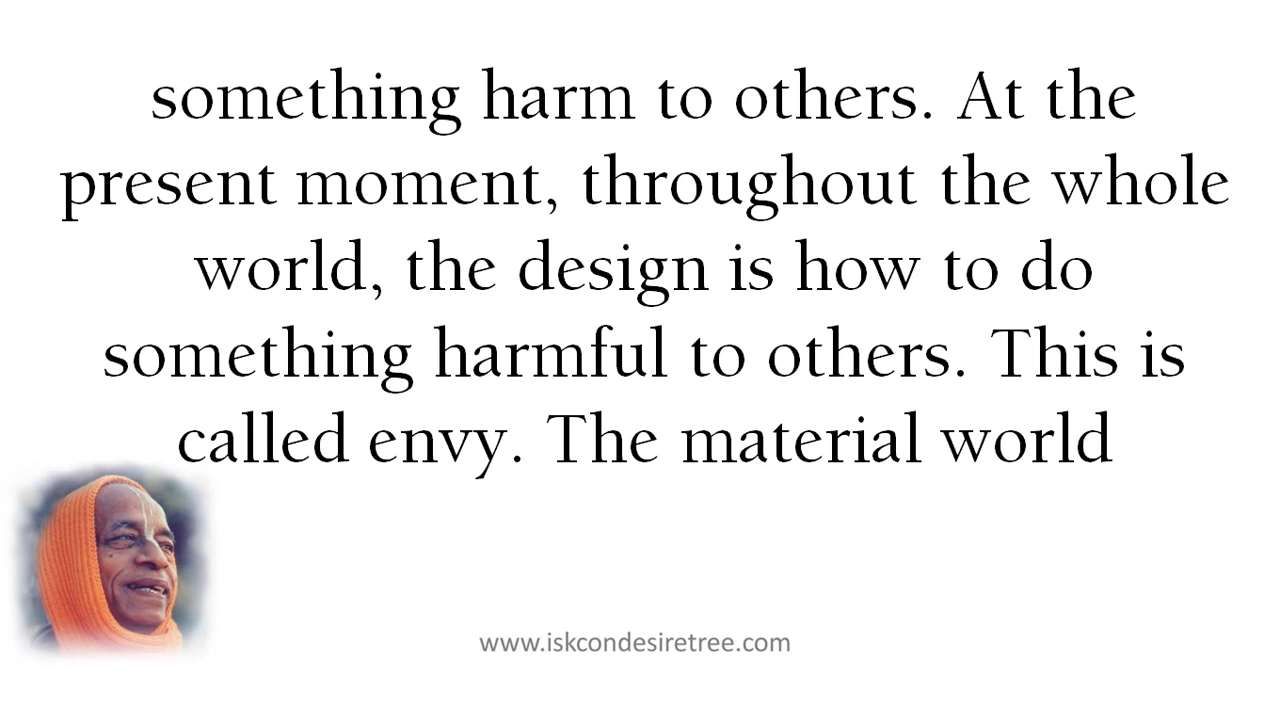 something harm to others. At the
present moment, throughout the whole
world, the design is how to do
something harmful to others. This is
called envy. The material world
www.iskcondesiretree.com